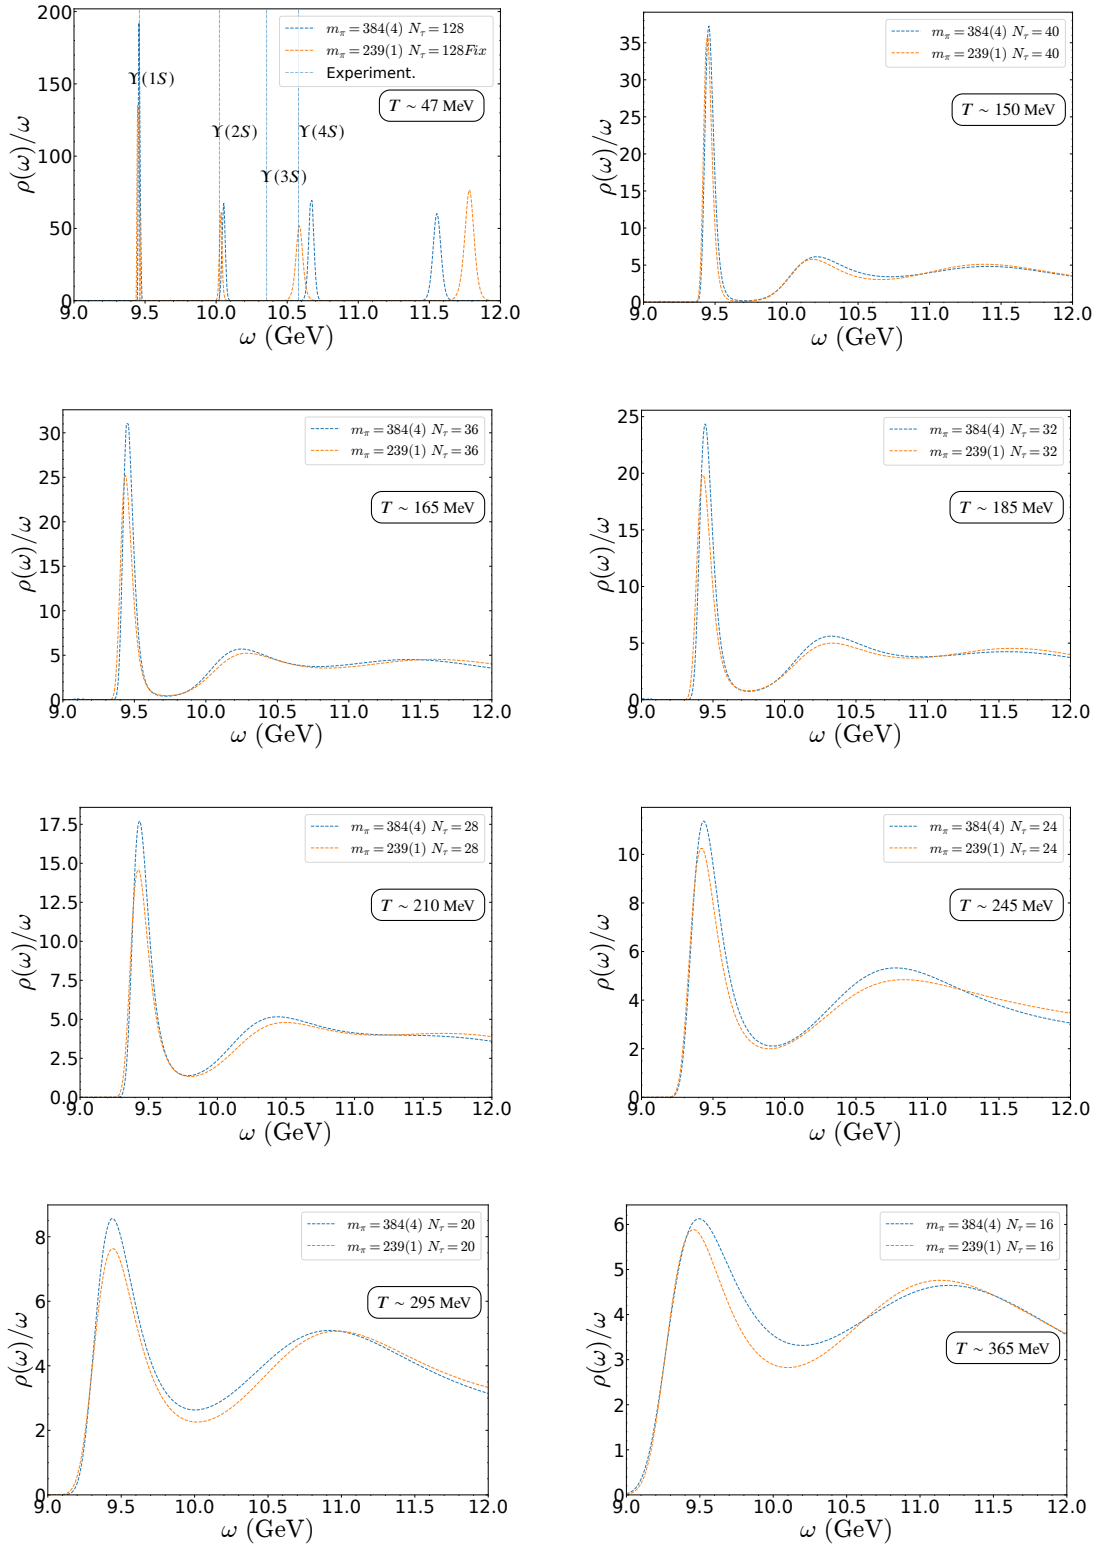 200
150
100
50
0
ρ(ω)/ω
mπ = 384(4) Nτ = 128
mπ = 239(1) Nτ = 128Fix
Experiment.
T ∼ 47 MeV
Υ(1S)
Υ(2S)
Υ(4S)
Υ(3S)
9.0 9.5 10.0 10.5 11.0 11.5 12.0
ω (GeV)
35
30
25
20
15
10
5
0
ρ(ω)/ω
mπ = 384(4) Nτ = 40
mπ = 239(1) Nτ = 40
T ∼ 150 MeV
9.0 9.5 10.0 10.5 11.0 11.5 12.0
ω (GeV)
30
25
20
15
10
5
0
ρ(ω)/ω
mπ = 384(4) Nτ = 36
mπ = 239(1) Nτ = 36
T ∼ 165 MeV
9.0 9.5 10.0 10.5 11.0 11.5 12.0
ω (GeV)
25
20
15
10
5
0
ρ(ω)/ω
mπ = 384(4) Nτ = 32
mπ = 239(1) Nτ = 32
T ∼ 185 MeV
9.0 9.5 10.0 10.5 11.0 11.5 12.0
ω (GeV)
17.5
15.0
12.5
10.0
7.5
5.0
2.5
0.0
ρ(ω)/ω
mπ = 384(4) Nτ = 28
mπ = 239(1) Nτ = 28
T ∼ 210 MeV
9.0 9.5 10.0 10.5 11.0 11.5 12.0
ω (GeV)
10
8
6
4
2
0
ρ(ω)/ω
mπ = 384(4) Nτ = 24
mπ = 239(1) Nτ = 24
T ∼ 245 MeV
9.0 9.5 10.0 10.5 11.0 11.5 12.0
ω (GeV)
8
6
4
2
0
ρ(ω)/ω
mπ = 384(4) Nτ = 20
mπ = 239(1) Nτ = 20
T ∼ 295 MeV
9.0 9.5 10.0 10.5 11.0 11.5 12.0
ω (GeV)
6
5
4
3
2
1
0
ρ(ω)/ω
mπ = 384(4) Nτ = 16
mπ = 239(1) Nτ = 16
T ∼ 365 MeV
9.0 9.5 10.0 10.5 11.0 11.5 12.0
ω (GeV)